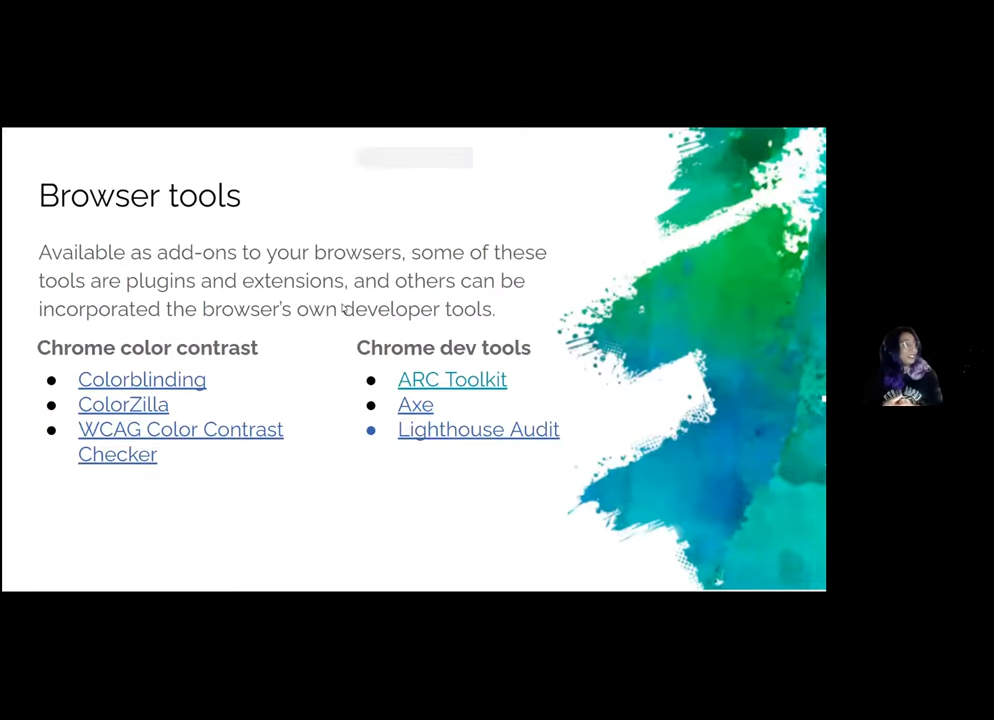 Browser tools
Available as add-ons to your browsers, some of these
tools are plugins and extensions, and others can be
incorporated the browser's own developer tools.
Chrome color contrast
Colorblinding
ColorZilla
WCAG Color Contrast
Checker
Chrome dev tools
ARC Toolkit
Axe
Lighthouse Audit